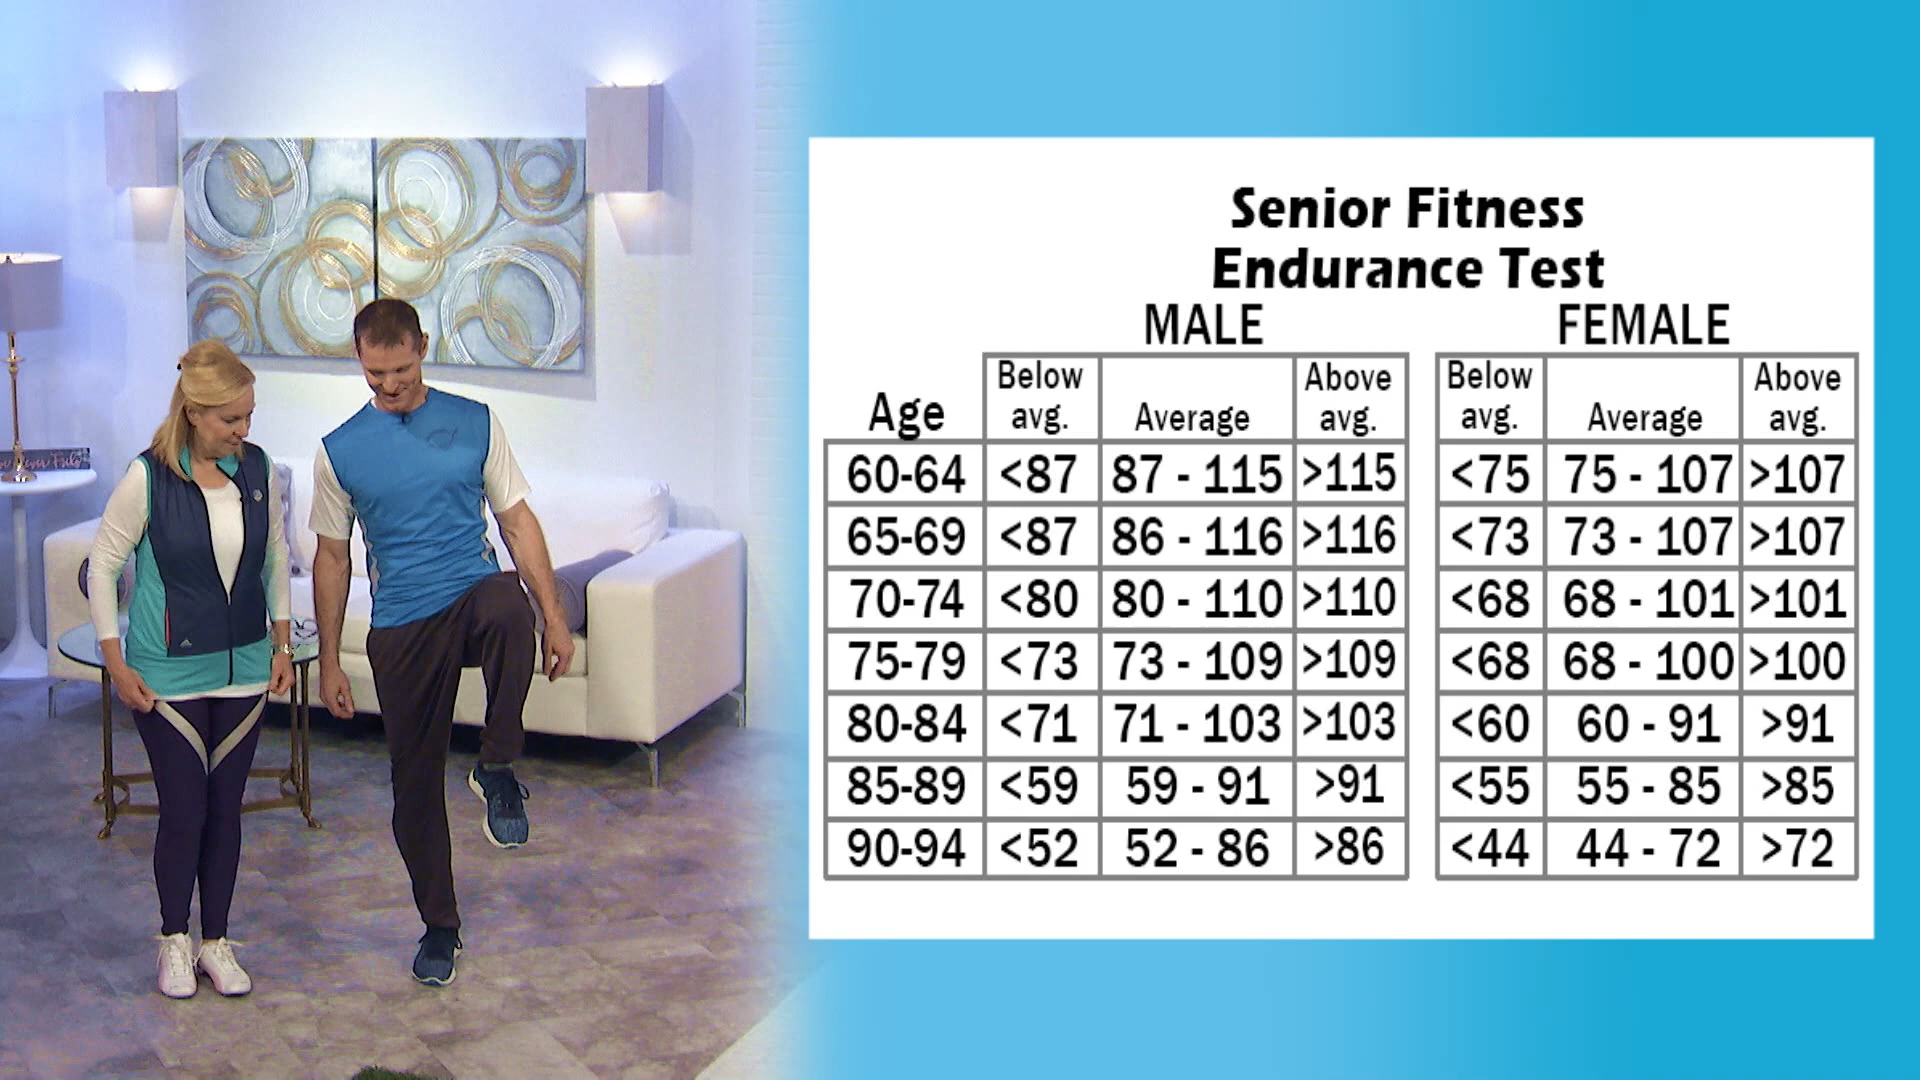 Senior Fitness
Endurance Test
MALE FEMALE
Age Below avg. Average Above avg. Below avg. Average Above avg.
60-64 <87 87 - 115 >115 <75 75 - 107 >107
65-69 <87 86 - 116 >116 <73 73 - 107 >107
70-74 <80 80 - 110 >110 <68 68 - 101 >101
75-79 <73 73 - 109 >109 <68 68 - 100 >100
80-84 <71 71 - 103 >103 <60 60 - 91 >91
85-89 <59 59 - 91 >91 <55 55 - 85 >85
90-94 <52 52 - 86 >86 <44 44 - 72 >72